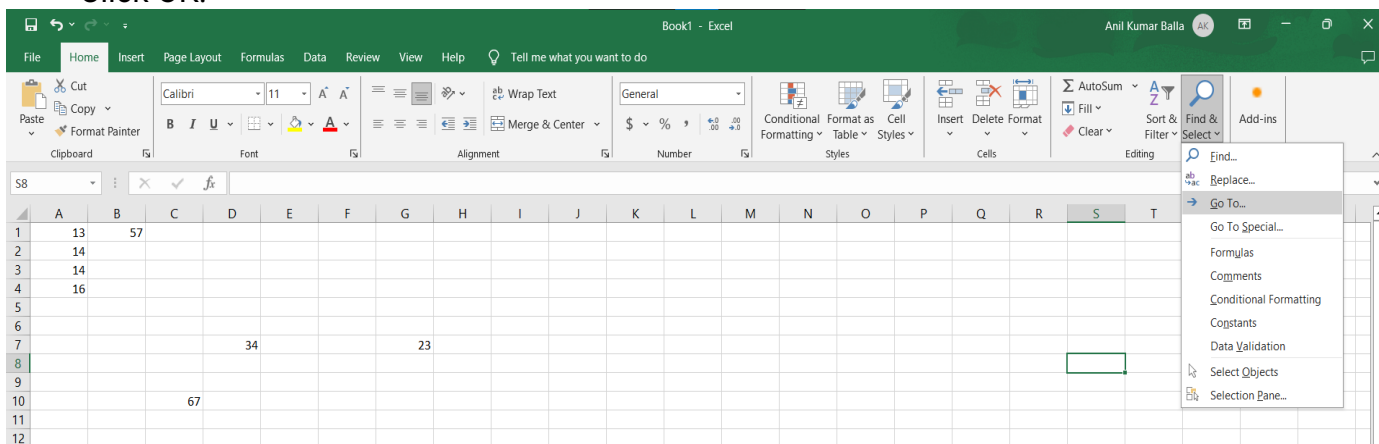 Click OK.
Book1 - Excel
Anil Kumar Balla AK
File Home Insert Page Layout Formulas Data Review View Help Tell me what you want to do
Paste
Cut
Copy
Format Painter
Clipboard
Calibri 11 A A
B I U A
Font
ab Wrap Text
Merge & Center
Alignment
General
$ % , .00 .0
Number
Conditional Formatting
Format as Table
Cell Styles
Styles
Insert Delete Format
Cells
Σ AutoSum
Fill
Clear
Sort & Filter
Find & Select
Editing
Add-ins
Find...
Replace...
Go To...
Go To Special...
Formulas
Comments
Conditional Formatting
Constants
Data Validation
Select Objects
Selection Pane...
S8 fx
A B C D E F G H I J K L M N O P Q R S T
1 13 57
2 14
3 14
4 16
5
6
7 34 23
8
9
10 67
11
12